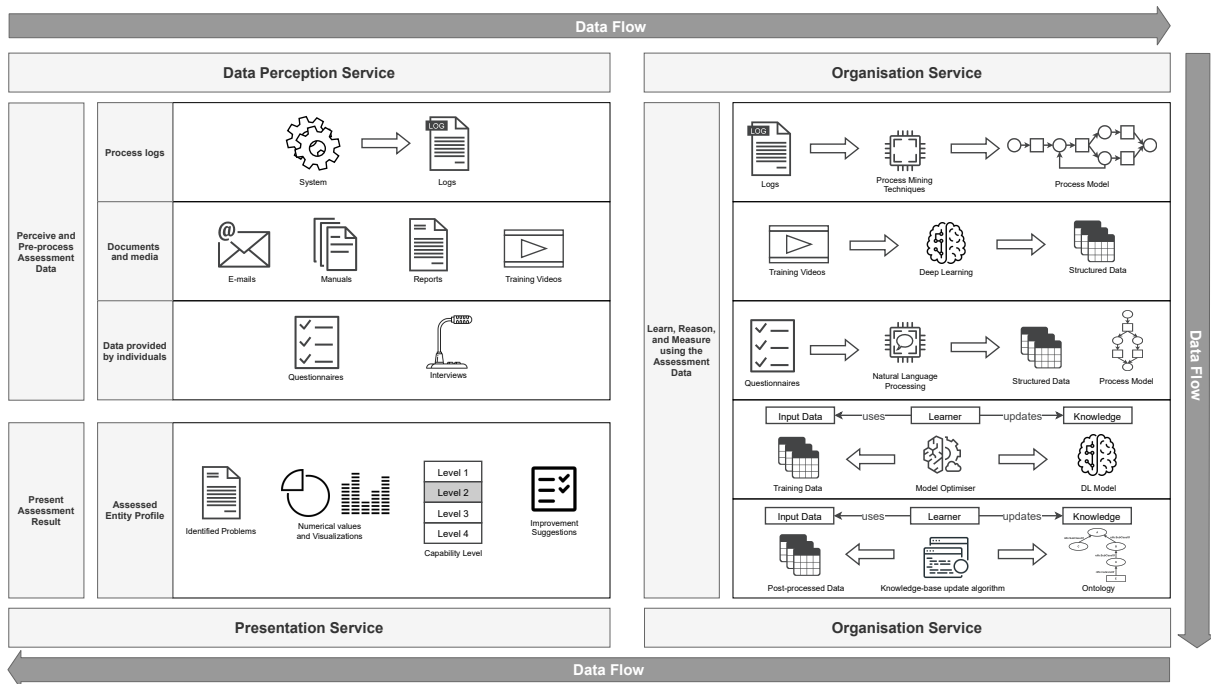 Data Flow
Data Perception Service
Perceive and
Pre-process
Assessment
Data
Process logs
LOG
System
Logs
Documents
and media
@
E-mails
Manuals
Reports
Training Videos
Data provided
by individuals
Questionnaires
Interviews
Present
Assessment
Result
Assessed
Entity Profile
Identified Problems
Numerical values
and Visualizations
Level 1
Level 2
Level 3
Level 4
Capability Level
Improvement
Suggestions
Presentation Service
Organisation Service
Learn, Reason,
and Measure
using the
Assessment
Data
LOG
Logs
Process Mining
Techniques
Process Model
Training Videos
Deep Learning
Structured Data
Questionnaires
Natural Language
Processing
Structured Data
Process Model
Input Data uses Learner updates Knowledge
Training Data
Model Optimiser
DL Model
Input Data uses Learner updates Knowledge
Post-processed Data
Knowledge-base update algorithm
Ontology
Organisation Service
Data Flow
Data Flow